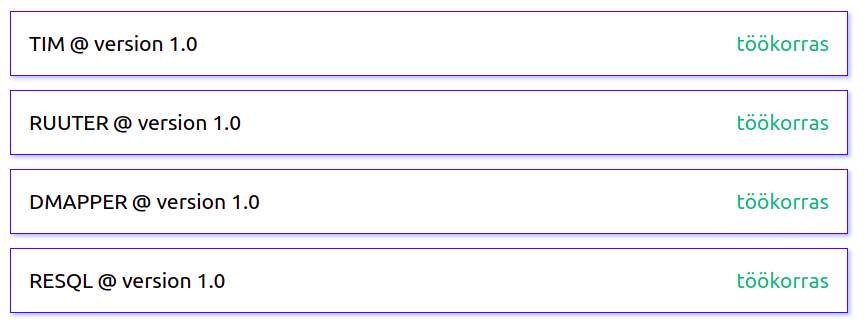 TIM @ version 1.0 töökorras
RUUTER @ version 1.0 töökorras
DMAPPER @ version 1.0 töökorras
RESQL @ version 1.0 töökorras